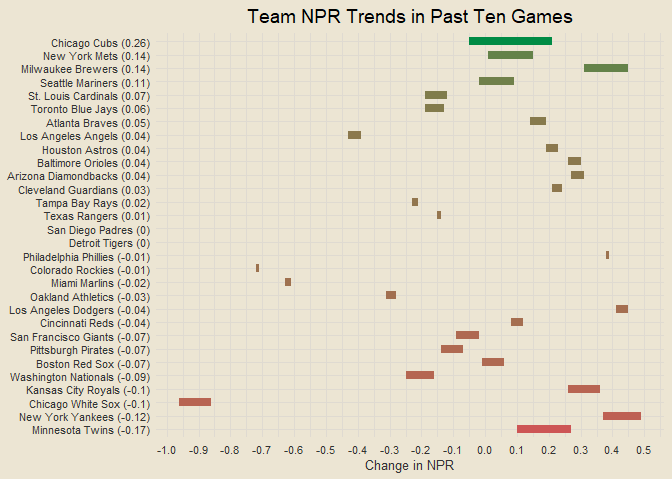 Team NPR Trends in Past Ten Games
Chicago Cubs (0.26)
New York Mets (0.14)
Milwaukee Brewers (0.14)
Seattle Mariners (0.11)
St. Louis Cardinals (0.07)
Toronto Blue Jays (0.06)
Atlanta Braves (0.05)
Los Angeles Angels (0.04)
Houston Astros (0.04)
Baltimore Orioles (0.04)
Arizona Diamondbacks (0.04)
Cleveland Guardians (0.03)
Tampa Bay Rays (0.02)
Texas Rangers (0.01)
San Diego Padres (0)
Detroit Tigers (0)
Philadelphia Phillies (-0.01)
Colorado Rockies (-0.01)
Miami Marlins (-0.02)
Oakland Athletics (-0.03)
Los Angeles Dodgers (-0.04)
Cincinnati Reds (-0.04)
San Francisco Giants (-0.07)
Pittsburgh Pirates (-0.07)
Boston Red Sox (-0.07)
Washington Nationals (-0.09)
Kansas City Royals (-0.1)
Chicago White Sox (-0.1)
New York Yankees (-0.12)
Minnesota Twins (-0.17)
-1.0 -0.9 -0.8 -0.7 -0.6 -0.5 -0.4 -0.3 -0.2 -0.1 0.0 0.1 0.2 0.3 0.4 0.5
Change in NPR